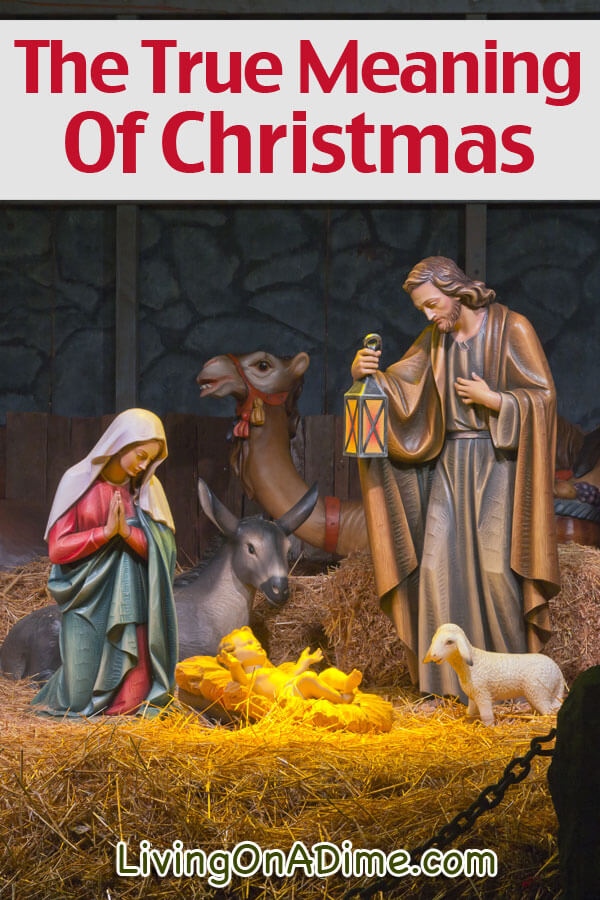 The True Meaning
Of Christmas
LivingOnADime.com